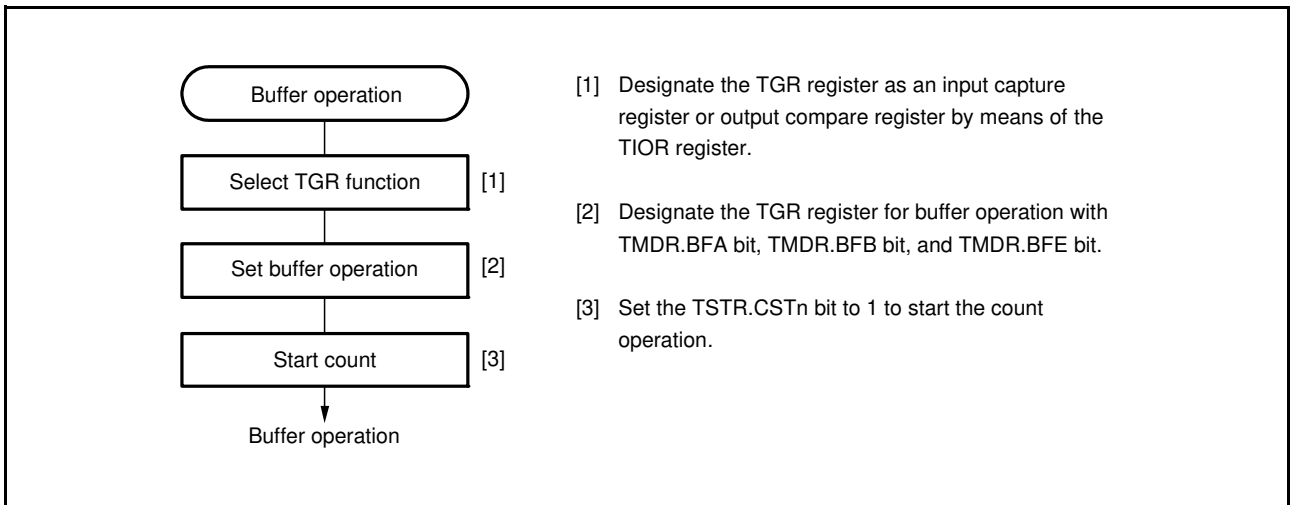 Buffer operation
Select TGR function [1]
Set buffer operation [2]
Start count [3]
Buffer operation
[1] Designate the TGR register as an input capture
register or output compare register by means of the
TIOR register.
[2] Designate the TGR register for buffer operation with
TMDR.BFA bit, TMDR.BFB bit, and TMDR.BFE bit.
[3] Set the TSTR.CSTn bit to 1 to start the count
operation.